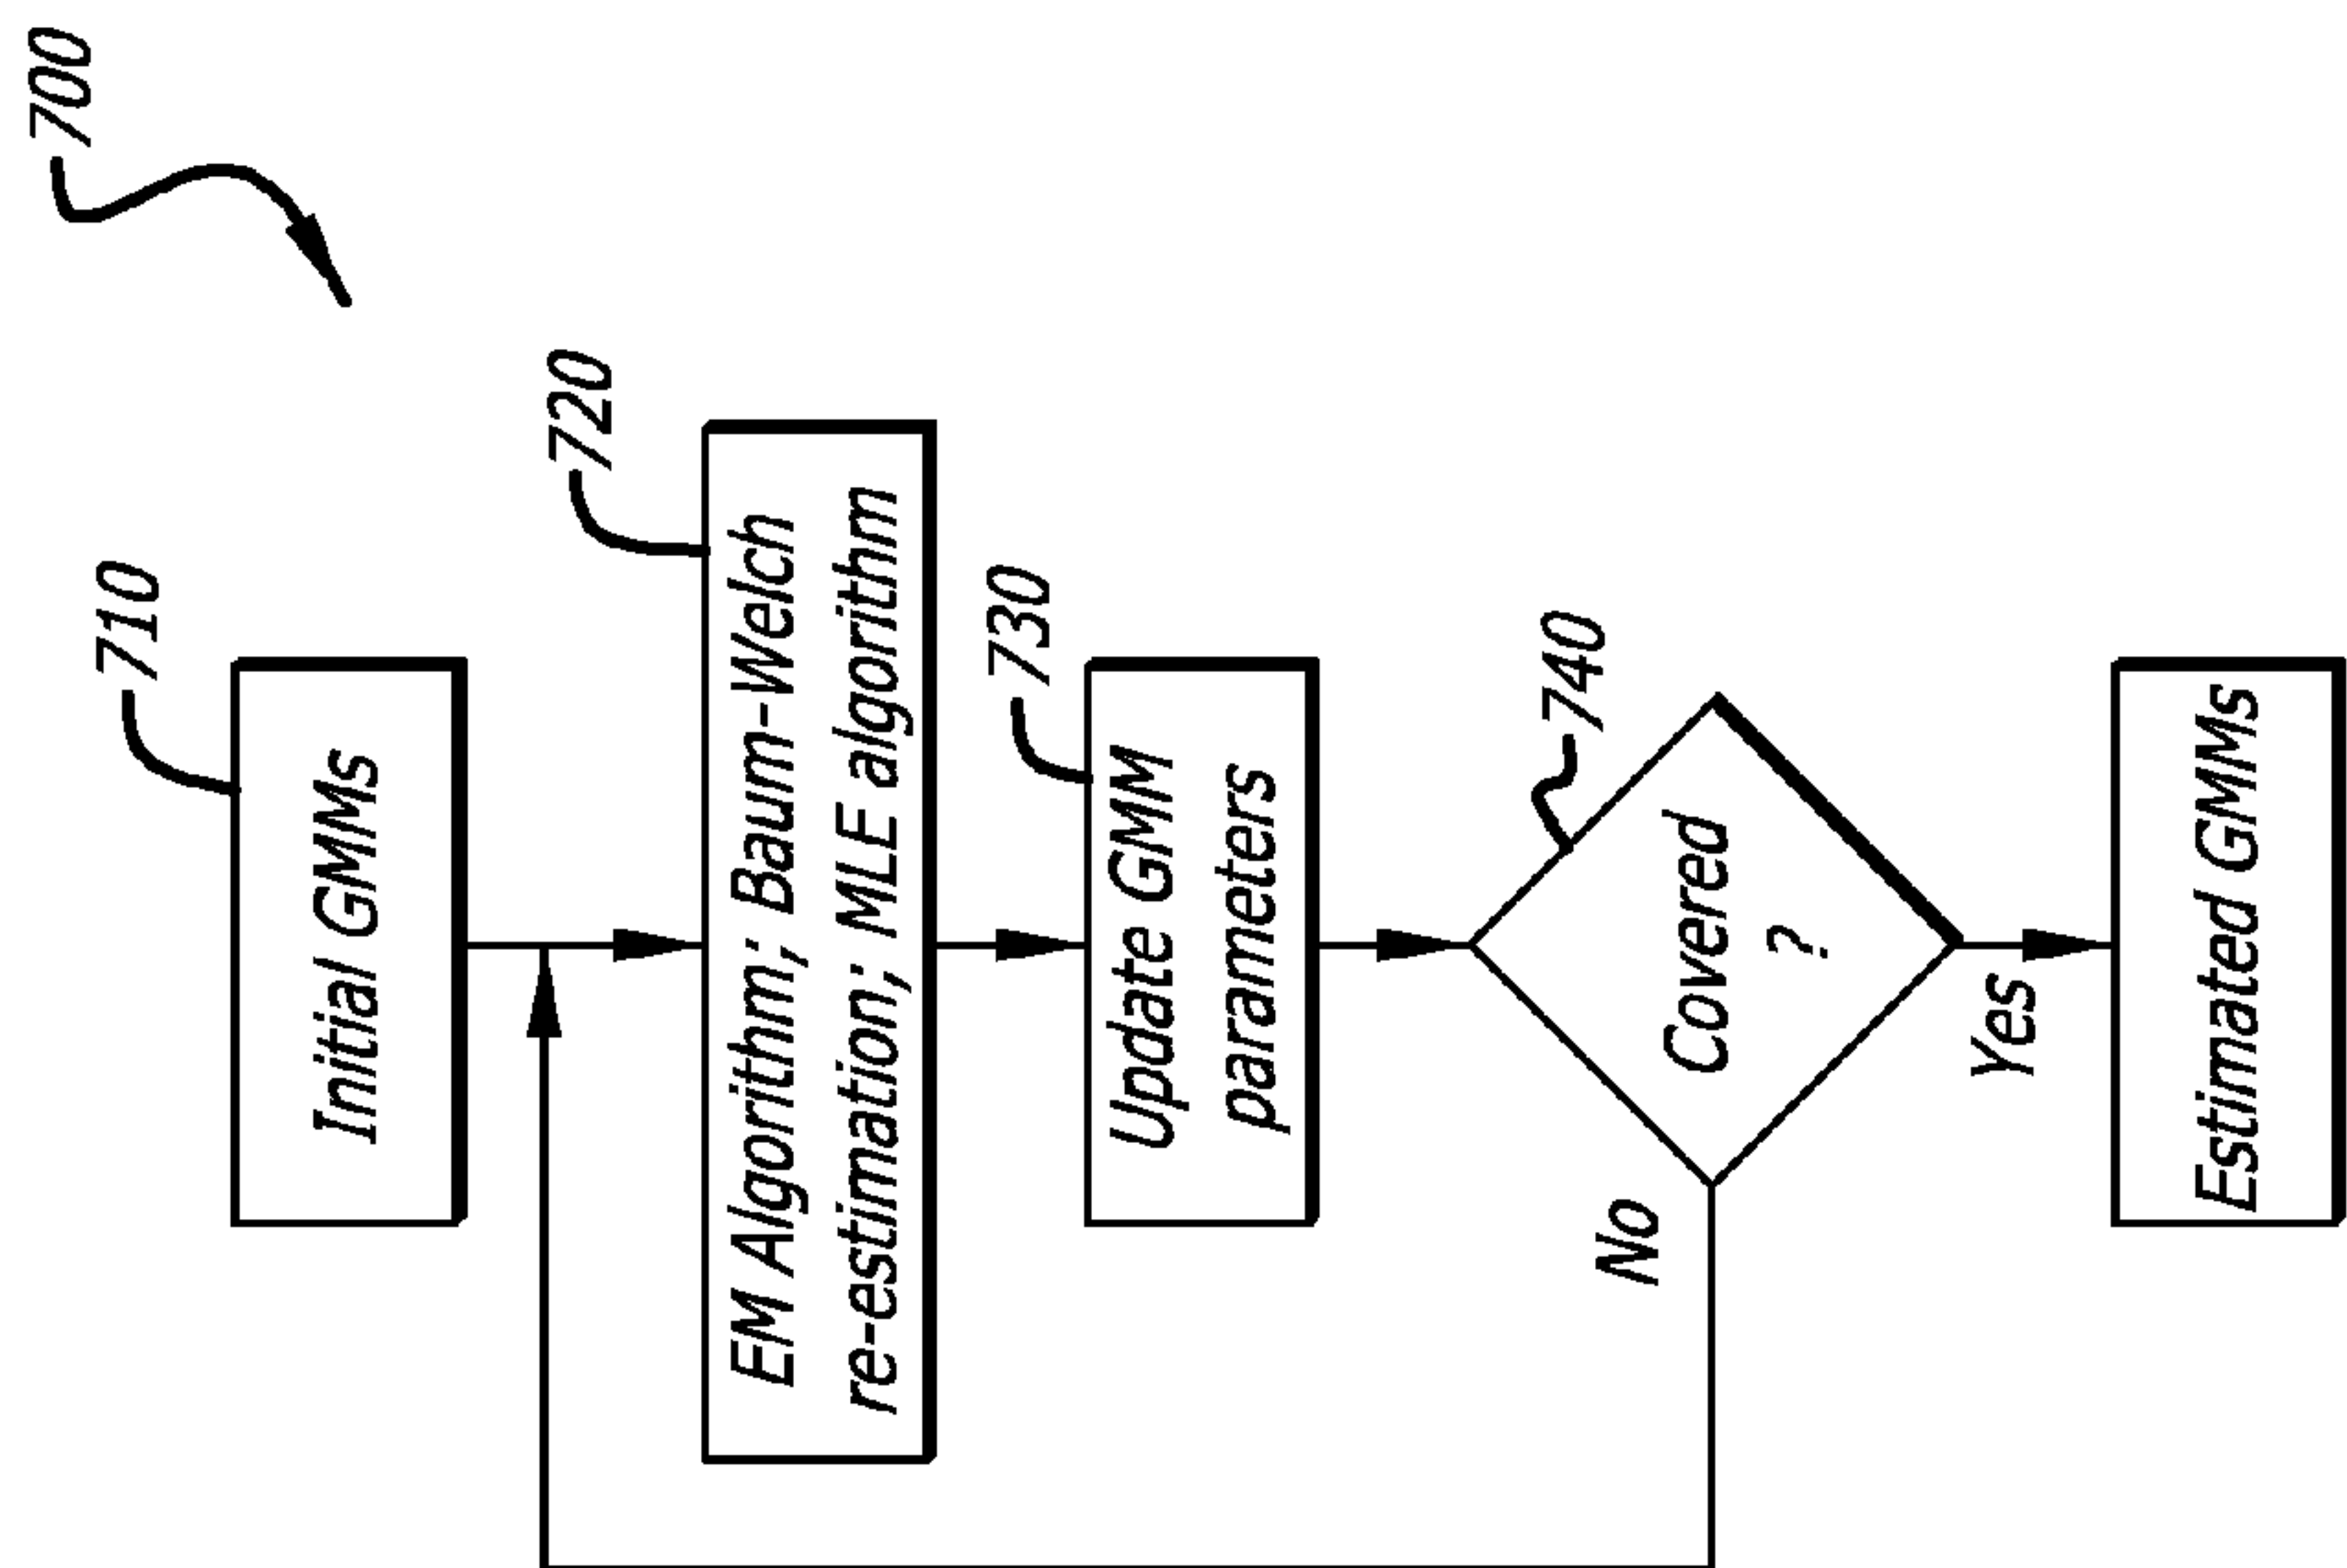 700
710
Initial GMMs
720
EM Algorithm; Baum-Welch
re-estimation; MLE algorithm
730
Update GMM
parameters
740
Covered
?
No
Yes
Estimated GMMs